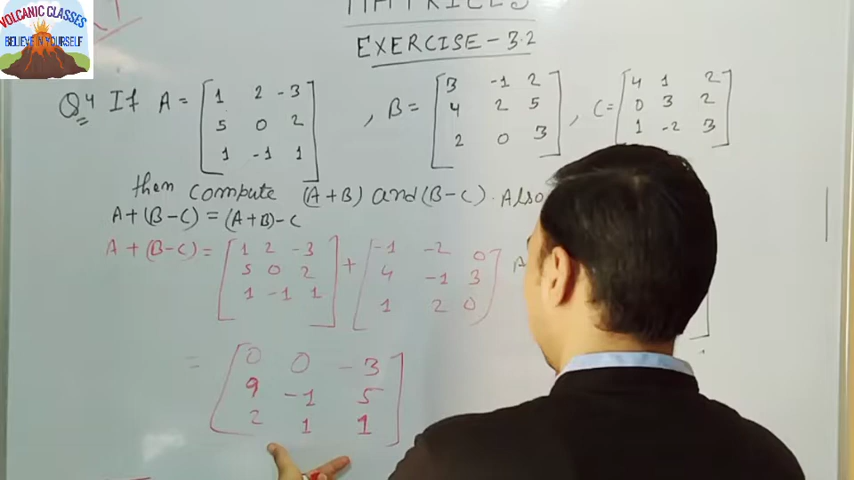 VOLCANIC CLASSES
BELIEVE IN YOURSELF
MATRICES
EXERCISE - 3.2
Q4 If A = [1 2 -3 , B = [3 -1 2 , C = [4 1 2
5 0 2 4 2 5 0 3 2
1 -1 1] 2 0 3] 1 -2 3]
then compute (A+B) and (B-C). Also
A+(B-C) = (A+B)-C
A+(B-C) = [1 2 -3 + [-1 -2 0
5 0 2 4 -1 3
1 -1 1] 1 2 0]
= [0 0 -3
9 -1 5
2 1 1]